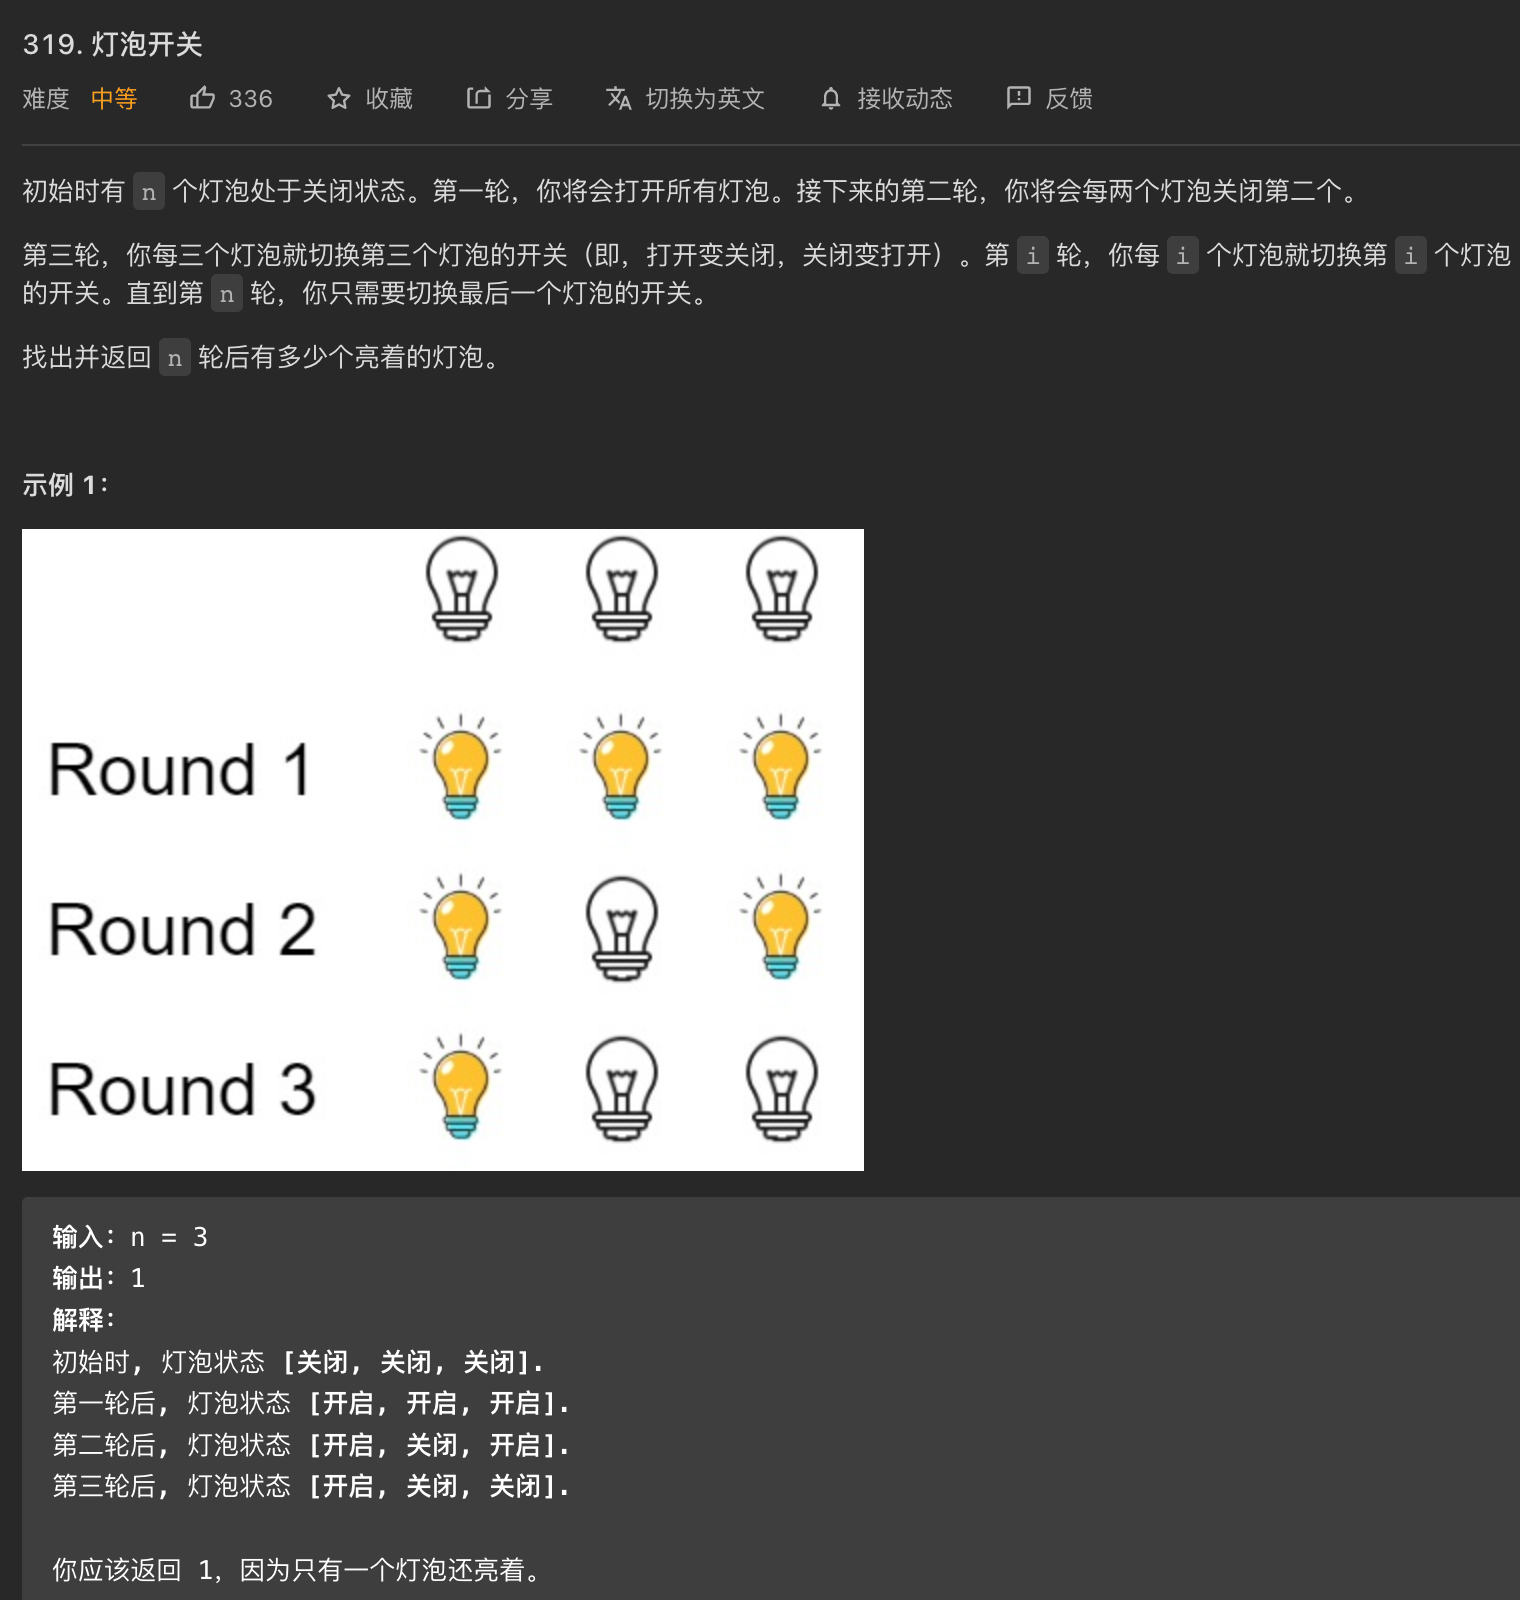 319. 灯泡开关
难度 中等 336 收藏 分享 切换为英文 接收动态 反馈
初始时有 n 个灯泡处于关闭状态。第一轮，你将会打开所有灯泡。接下来的第二轮，你将会每两个灯泡关闭第二个。
第三轮，你每三个灯泡就切换第三个灯泡的开关（即，打开变关闭，关闭变打开）。第 i 轮，你每 i 个灯泡就切换第 i 个灯泡
的开关。直到第 n 轮，你只需要切换最后一个灯泡的开关。
找出并返回 n 轮后有多少个亮着的灯泡。
示例 1：
Round 1
Round 2
Round 3
输入：n = 3
输出：1
解释：
初始时, 灯泡状态 [关闭, 关闭, 关闭].
第一轮后, 灯泡状态 [开启, 开启, 开启].
第二轮后, 灯泡状态 [开启, 关闭, 开启].
第三轮后, 灯泡状态 [开启, 关闭, 关闭].
你应该返回 1，因为只有一个灯泡还亮着。